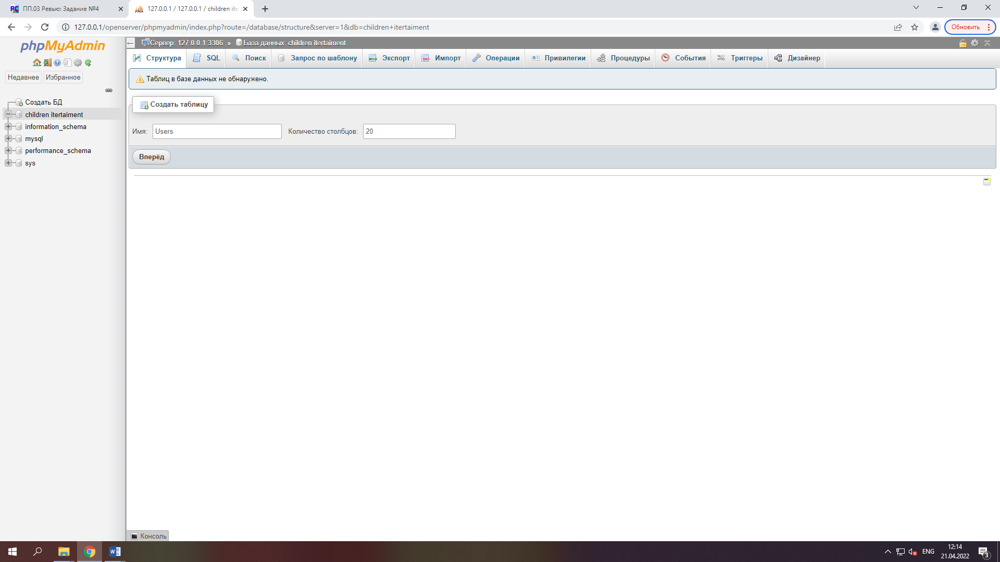 ПП.03 Ревью: Задание №4
127.0.0.1 / 127.0.0.1 / children ite
127.0.0.1/openserver/phpmyadmin/index.php?route=/database/structure&server=1&db=children+itertaiment
Обновить
phpMyAdmin
Недавнее Избранное
Создать БД
children itertaiment
information_schema
mysql
performance_schema
sys
Сервер: 127.0.0.1:3306 » База данных: children itertaiment
Структура SQL Поиск Запрос по шаблону Экспорт Импорт Операции Привилегии Процедуры События Триггеры Дизайнер
Таблиц в базе данных не обнаружено.
Создать таблицу
Имя: Users Количество столбцов: 20
Вперёд
Консоль
ENG
12:14
21.04.2022
3